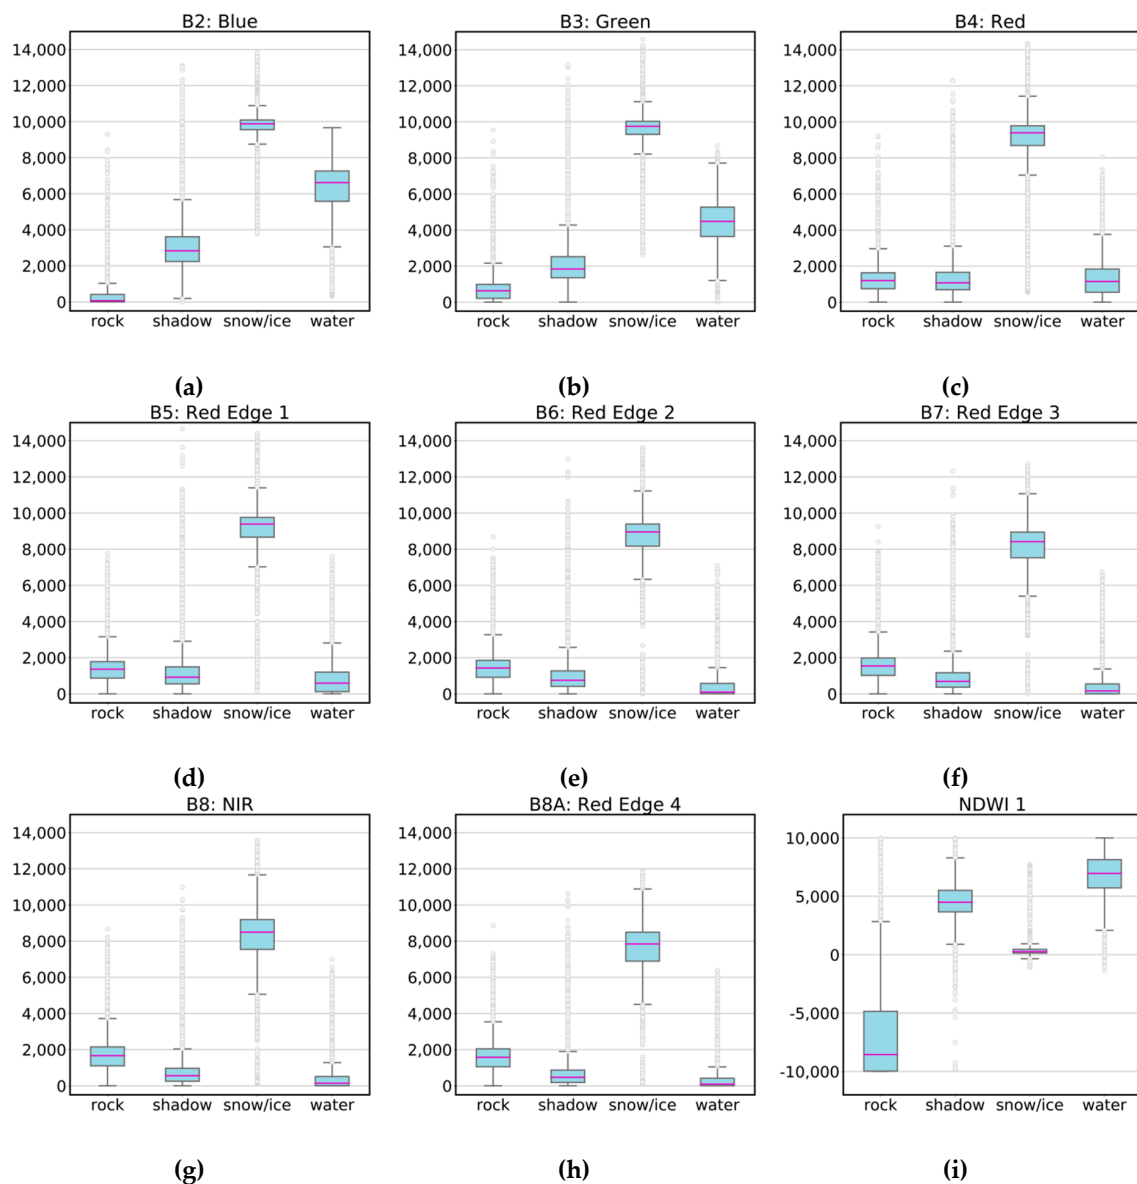 B2: Blue B3: Green B4: Red
14,000 14,000 14,000
12,000 12,000 12,000
10,000 10,000 10,000
8,000 8,000 8,000
6,000 6,000 6,000
4,000 4,000 4,000
2,000 2,000 2,000
0 0 0
rock shadow snow/ice water rock shadow snow/ice water rock shadow snow/ice water
(a) (b) (c)
B5: Red Edge 1 B6: Red Edge 2 B7: Red Edge 3
14,000 14,000 14,000
12,000 12,000 12,000
10,000 10,000 10,000
8,000 8,000 8,000
6,000 6,000 6,000
4,000 4,000 4,000
2,000 2,000 2,000
0 0 0
rock shadow snow/ice water rock shadow snow/ice water rock shadow snow/ice water
(d) (e) (f)
B8: NIR B8A: Red Edge 4 NDWI 1
14,000 14,000 10,000
12,000 12,000
10,000 10,000 5,000
8,000 8,000
6,000 6,000 0
4,000 4,000 -5,000
2,000 2,000
0 0 -10,000
rock shadow snow/ice water rock shadow snow/ice water rock shadow snow/ice water
(g) (h) (i)